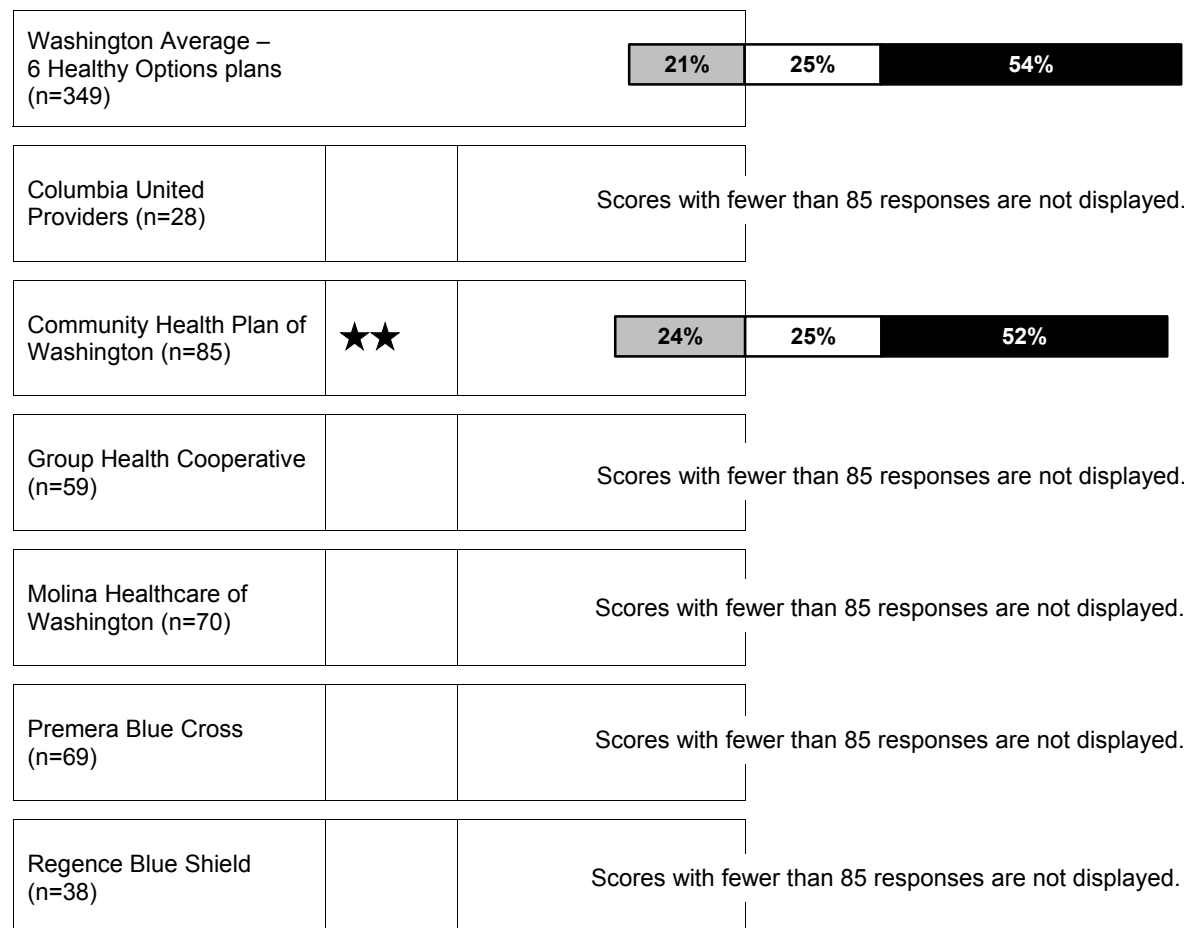 Washington Average –
6 Healthy Options plans
(n=349)
21% 25% 54%
Columbia United
Providers (n=28)
Scores with fewer than 85 responses are not displayed.
Community Health Plan of
Washington (n=85)
★★
24% 25% 52%
Group Health Cooperative
(n=59)
Scores with fewer than 85 responses are not displayed.
Molina Healthcare of
Washington (n=70)
Scores with fewer than 85 responses are not displayed.
Premera Blue Cross
(n=69)
Scores with fewer than 85 responses are not displayed.
Regence Blue Shield
(n=38)
Scores with fewer than 85 responses are not displayed.